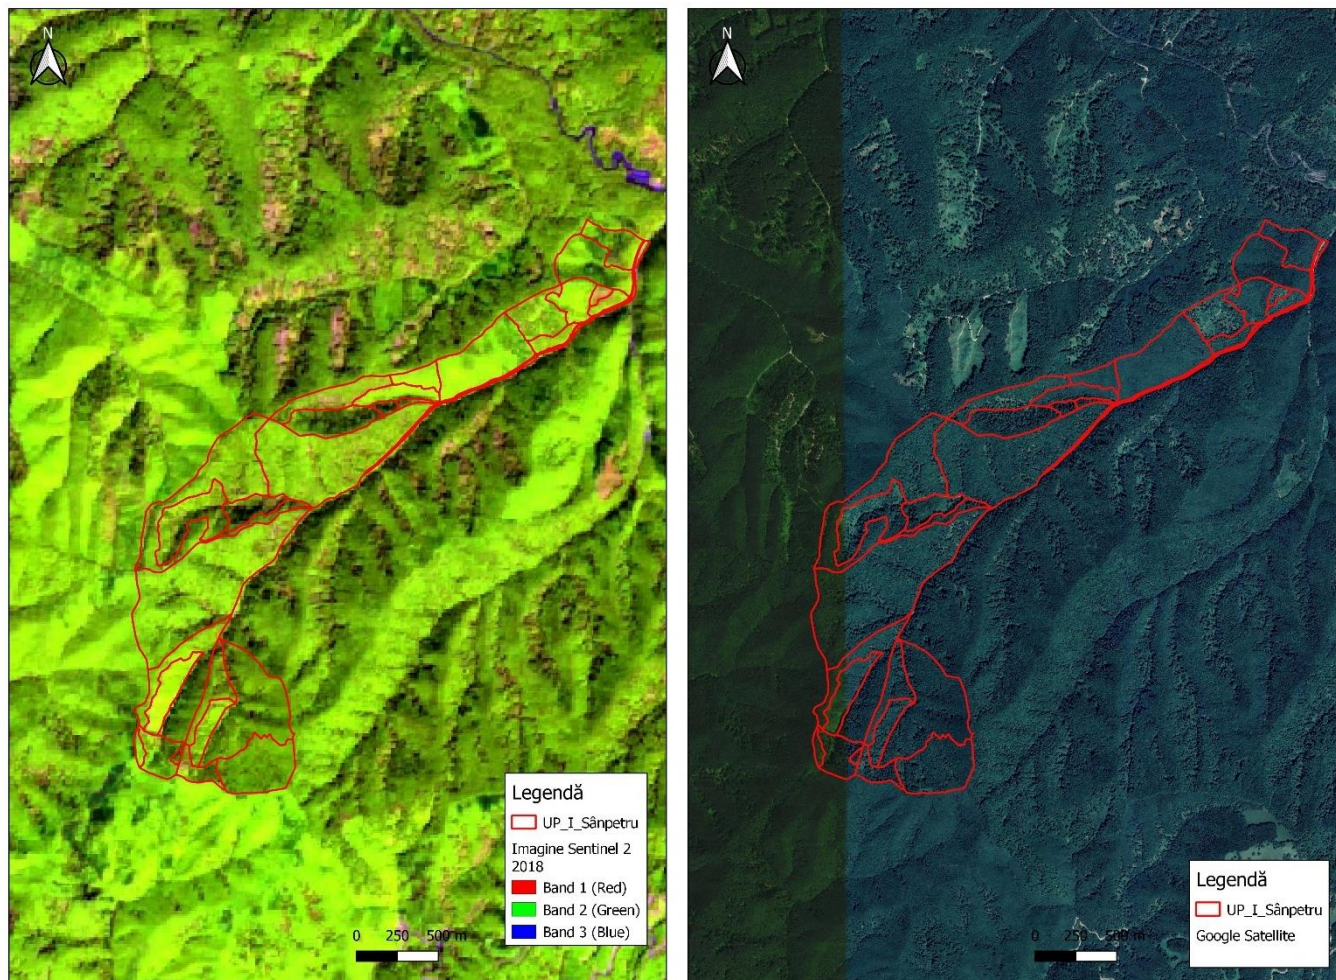 N
Legendă
UP_I_Sânpetru
Imagine Sentinel 2
2018
Band 1 (Red)
Band 2 (Green)
Band 3 (Blue)
0 250 500 m
N
Legendă
UP_I_Sânpetru
Google Satellite
0 250 500 m